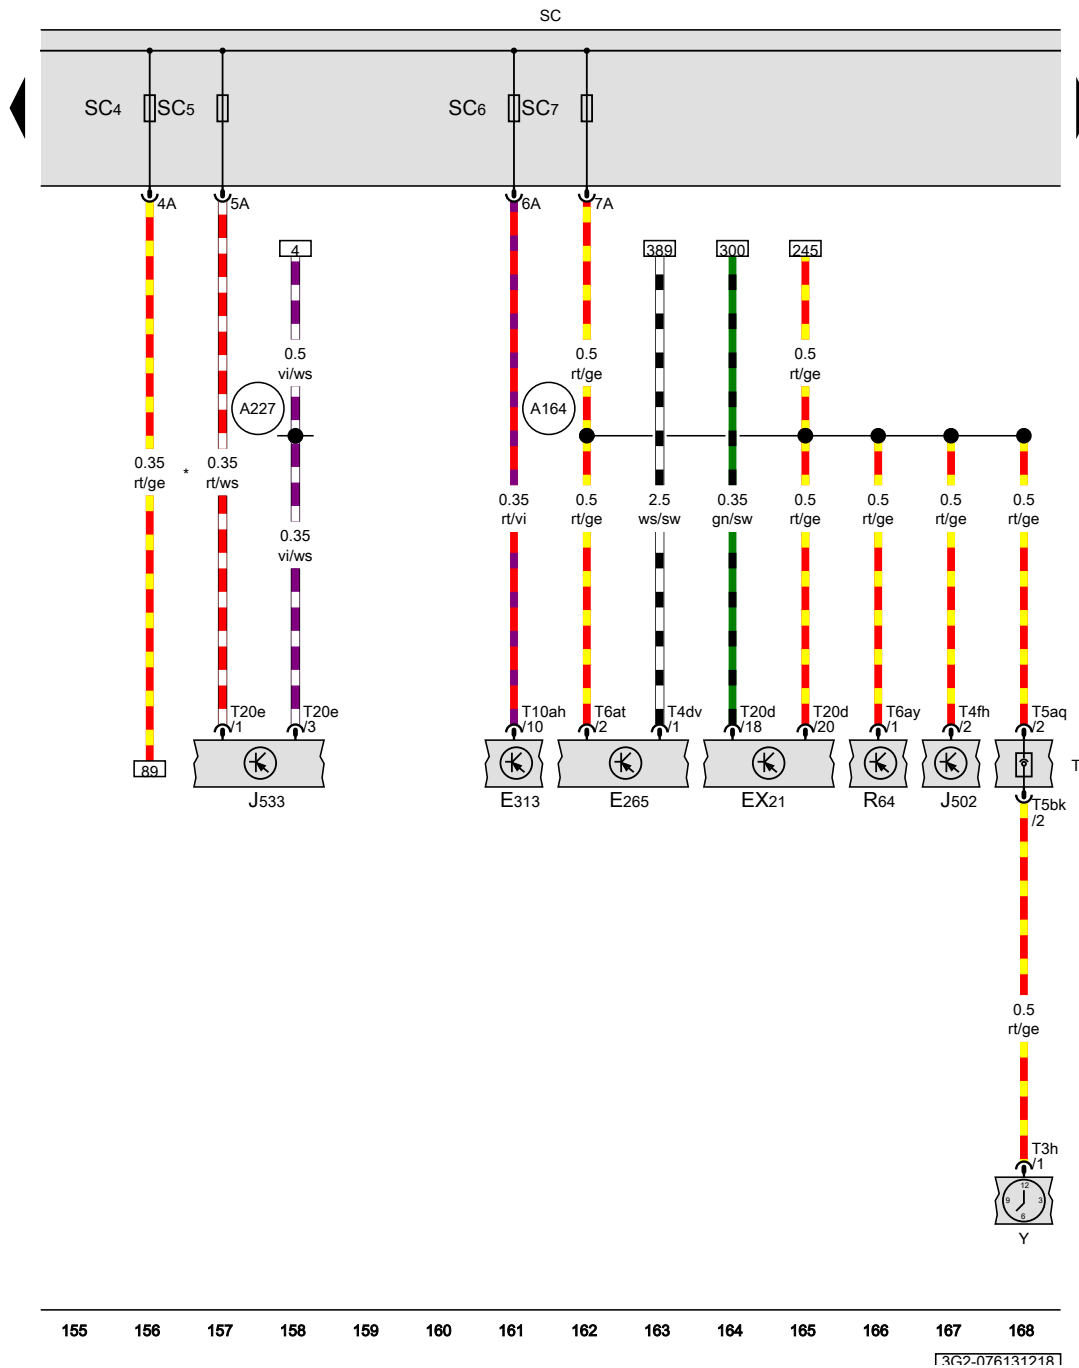 SC
SC4 SC5 SC6 SC7
4A 5A 6A 7A
4 389 300 245
0.5 0.5 0.5
vi/ws rt/ge rt/ge
A227 A164
0.35 * 0.35
rt/ge rt/ws
0.35 0.5 2.5 0.35 0.5 0.5 0.5 0.5
rt/vi rt/ge ws/sw gn/sw rt/ge rt/ge rt/ge rt/ge
0.35
vi/ws
T20e T20e T10ah T6at T4dv T20d T20d T6ay T4fh T5aq
/1 /3 /10 /2 /1 /18 /20 /1 /2 /2
89 T
J533 E313 E265 EX21 R64 J502
T5bk
/2
0.5
rt/ge
T3h
/1
12
9 3
6
Y
155 156 157 158 159 160 161 162 163 164 165 166 167 168
3G2-076131218